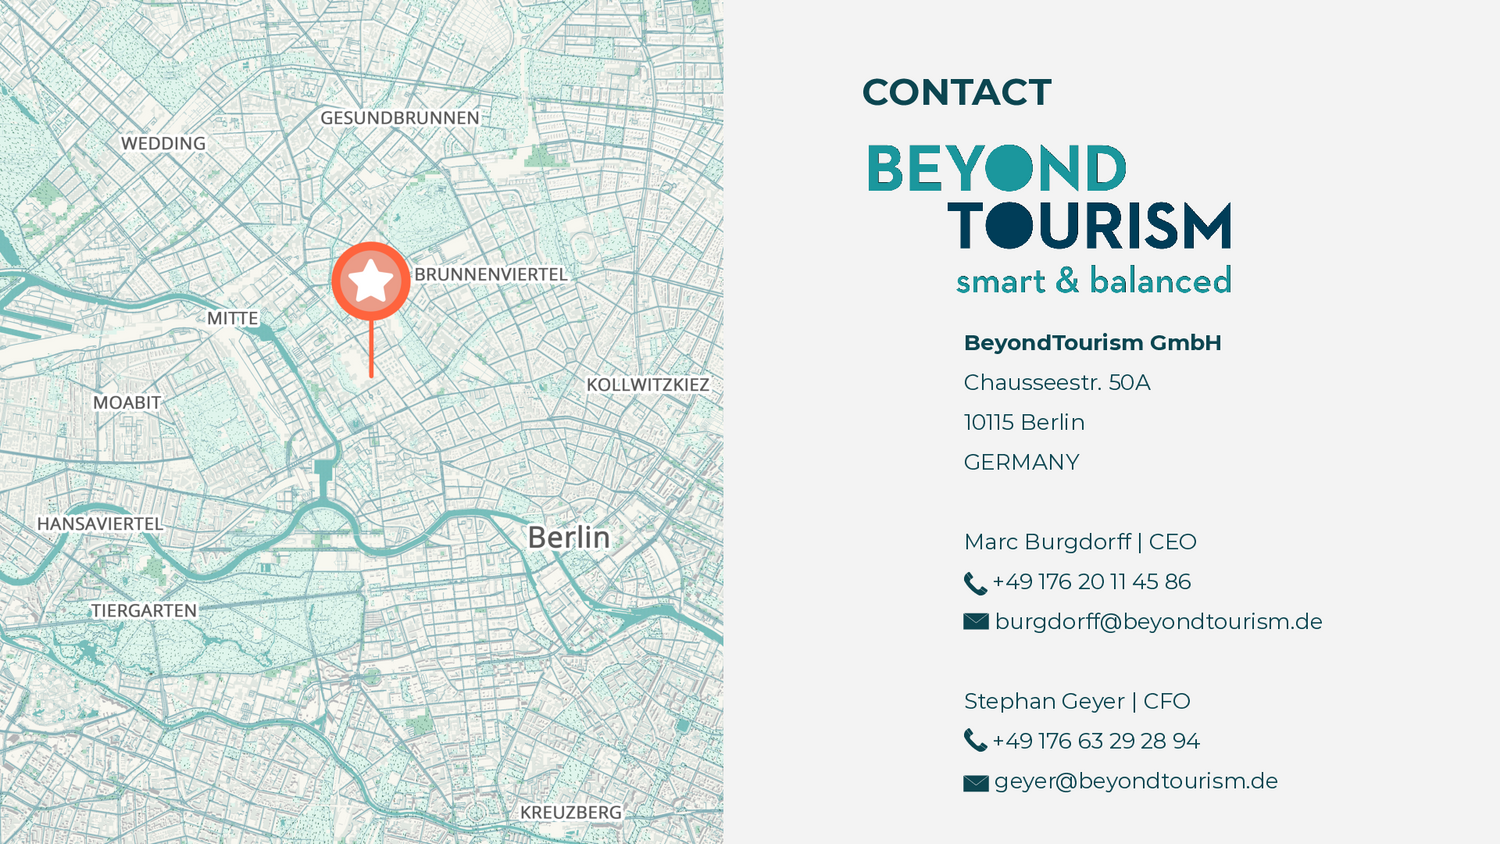 GESUNDBRUNNEN
WEDDING
BRUNNENVIERTEL
MITTE
KOLLWITZKIEZ
MOABIT
HANSAVIERTEL
Berlin
TIERGARTEN
KREUZBERG
CONTACT
BEYOND
TOURISM
smart & balanced
BeyondTourism GmbH
Chausseestr. 50A
10115 Berlin
GERMANY
Marc Burgdorff | CEO
+49 176 20 11 45 86
burgdorff@beyondtourism.de
Stephan Geyer | CFO
+49 176 63 29 28 94
geyer@beyondtourism.de